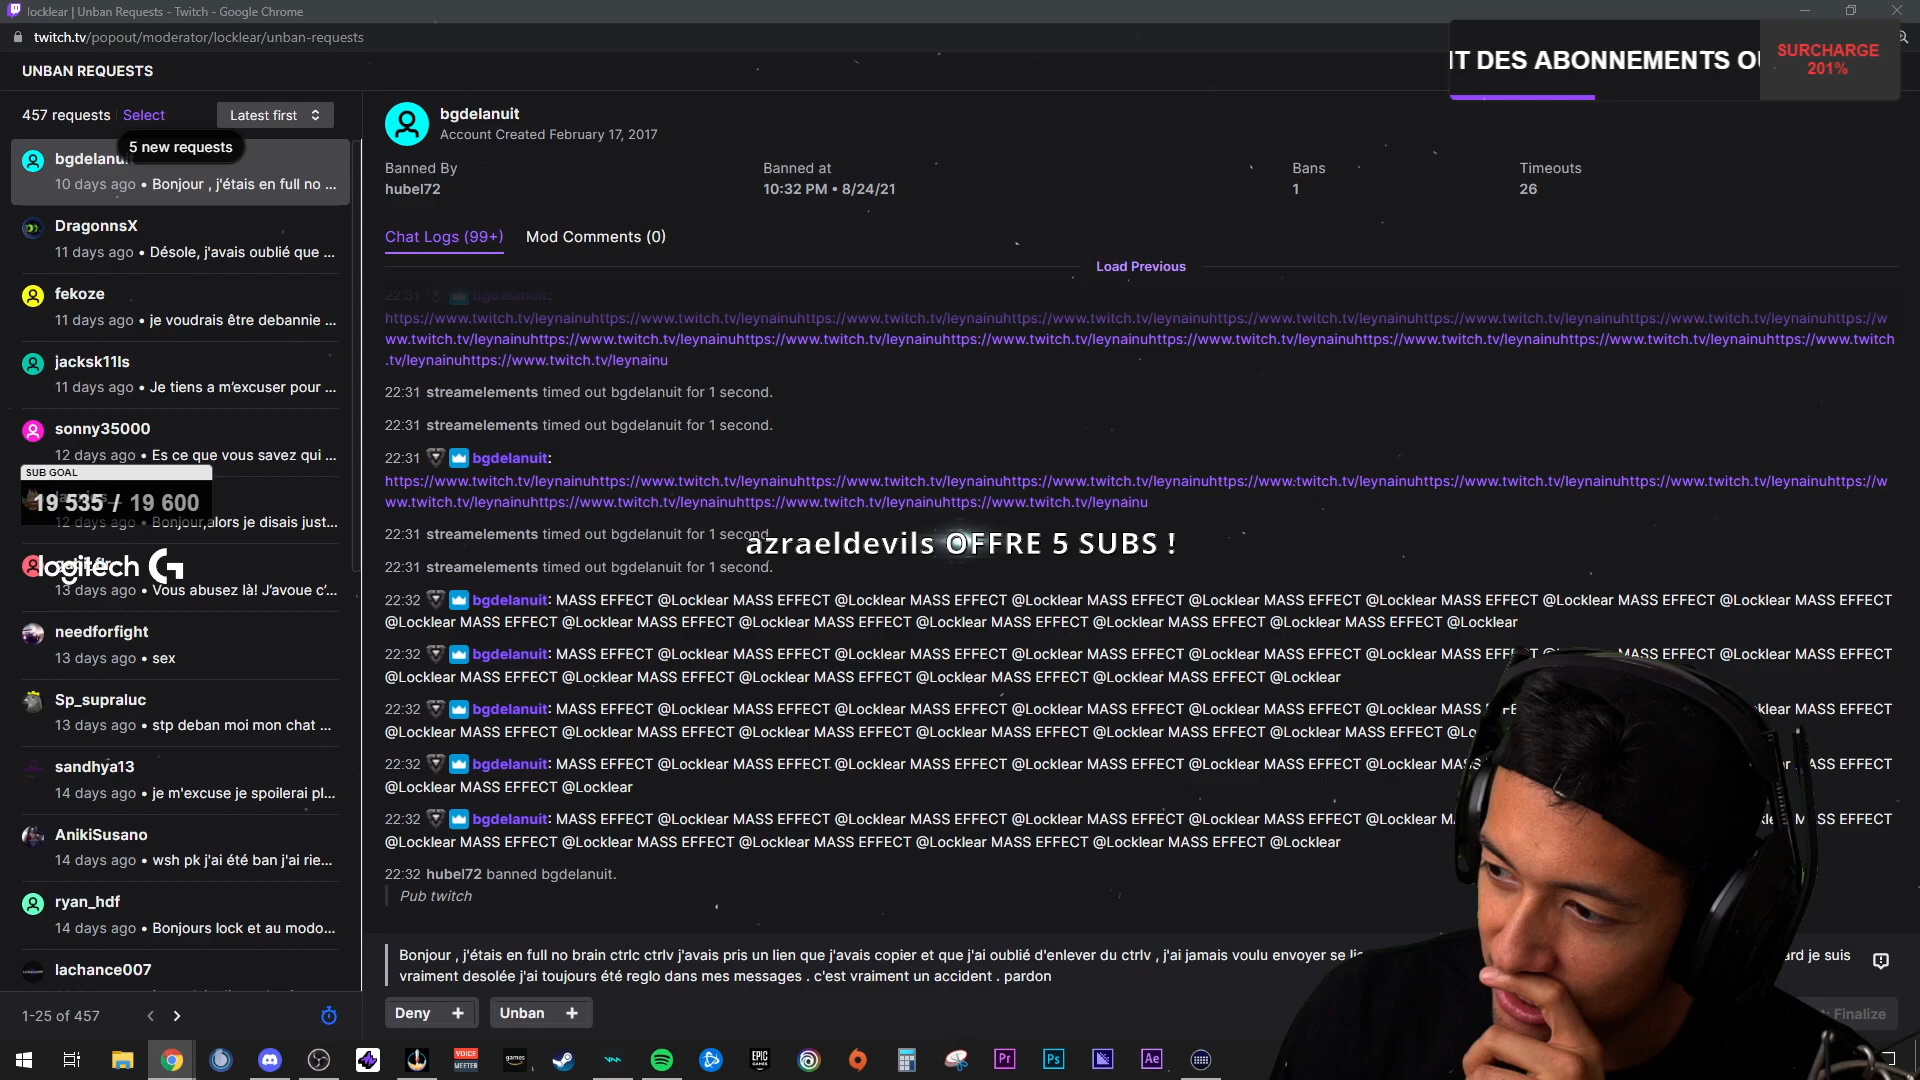 locklear | Unban Requests - Twitch - Google Chrome
twitch.tv/popout/moderator/locklear/unban-requests
UNBAN REQUESTS
IT DES ABONNEMENTS OU
SURCHARGE
201%
457 requests
Select
Latest first
5 new requests
bgdelanuit
10 days ago • Bonjour , j'étais en full no ...
DragonnsX
11 days ago • Désole, j'avais oublié que ...
fekoze
11 days ago • je voudrais être debannie ...
jacksk11ls
11 days ago • Je tiens a m'excuser pour ...
sonny35000
12 days ago • Es ce que vous savez qui ...
SUB GOAL
19 535 / 19 600
12 days ago • Bonjour,alors je disais just...
logitech G
13 days ago • Vous abusez là! J'avoue c'...
needforfight
13 days ago • sex
Sp_supraluc
13 days ago • stp deban moi mon chat ...
sandhya13
14 days ago • je m'excuse je spoilerai pl...
AnikiSusano
14 days ago • wsh pk j'ai été ban j'ai rie...
ryan_hdf
14 days ago • Bonjours lock et au modo...
lachance007
1-25 of 457
bgdelanuit
Account Created February 17, 2017
Banned By
hubel72
Banned at
10:32 PM • 8/24/21
Bans
1
Timeouts
26
Chat Logs (99+)
Mod Comments (0)
Load Previous
22:31 bgdelanuit:
https://www.twitch.tv/leynainuhttps://www.twitch.tv/leynainuhttps://www.twitch.tv/leynainuhttps://www.twitch.tv/leynainuhttps://www.twitch.tv/leynainuhttps://www.twitch.tv/leynainuhttps://www.twitch.tv/leynainuhttps://w
ww.twitch.tv/leynainuhttps://www.twitch.tv/leynainuhttps://www.twitch.tv/leynainuhttps://www.twitch.tv/leynainuhttps://www.twitch.tv/leynainuhttps://www.twitch.tv/leynainuhttps://www.twitch.tv/leynainuhttps://www.twitch
.tv/leynainuhttps://www.twitch.tv/leynainu
22:31 streamelements timed out bgdelanuit for 1 second.
22:31 streamelements timed out bgdelanuit for 1 second.
22:31 bgdelanuit:
https://www.twitch.tv/leynainuhttps://www.twitch.tv/leynainuhttps://www.twitch.tv/leynainuhttps://www.twitch.tv/leynainuhttps://www.twitch.tv/leynainuhttps://www.twitch.tv/leynainuhttps://www.twitch.tv/leynainuhttps://w
ww.twitch.tv/leynainuhttps://www.twitch.tv/leynainuhttps://www.twitch.tv/leynainuhttps://www.twitch.tv/leynainu
22:31 streamelements timed out bgdelanuit for 1 second.
azraeldevils OFFRE 5 SUBS !
22:31 streamelements timed out bgdelanuit for 1 second.
22:32 bgdelanuit: MASS EFFECT @Locklear MASS EFFECT @Locklear MASS EFFECT @Locklear MASS EFFECT @Locklear MASS EFFECT @Locklear MASS EFFECT @Locklear MASS EFFECT @Locklear MASS EFFECT
@Locklear MASS EFFECT @Locklear MASS EFFECT @Locklear MASS EFFECT @Locklear MASS EFFECT @Locklear MASS EFFECT @Locklear MASS EFFECT @Locklear
22:32 bgdelanuit: MASS EFFECT @Locklear MASS EFFECT @Locklear MASS EFFECT @Locklear MASS EFFECT @Locklear MASS EFFECT @Locklear MASS EFFECT @Locklear MASS EFFECT @Locklear MASS EFFECT
@Locklear MASS EFFECT @Locklear MASS EFFECT @Locklear MASS EFFECT @Locklear MASS EFFECT @Locklear MASS EFFECT @Locklear
22:32 bgdelanuit: MASS EFFECT @Locklear MASS EFFECT @Locklear MASS EFFECT @Locklear MASS EFFECT @Locklear MASS EFFECT @Locklear MASS EFFECT
@Locklear MASS EFFECT @Locklear MASS EFFECT @Locklear MASS EFFECT @Locklear MASS EFFECT @Locklear MASS EFFECT @Locklear
22:32 bgdelanuit: MASS EFFECT @Locklear MASS EFFECT @Locklear MASS EFFECT @Locklear MASS EFFECT @Locklear MASS EFFECT @Locklear MASS EFFECT
@Locklear MASS EFFECT @Locklear
22:32 bgdelanuit: MASS EFFECT @Locklear MASS EFFECT @Locklear MASS EFFECT @Locklear MASS EFFECT @Locklear MASS EFFECT @Locklear MASS EFFECT
@Locklear MASS EFFECT @Locklear MASS EFFECT @Locklear MASS EFFECT @Locklear MASS EFFECT @Locklear
22:32 hubel72 banned bgdelanuit.
Pub twitch
Bonjour , j'étais en full no brain ctrlc ctrlv j'avais pris un lien que j'avais copier et que j'ai oublié d'enlever du ctrlv , j'ai jamais voulu envoyer se je suis
vraiment desolée j'ai toujours été reglo dans mes messages . c'est vraiment un accident . pardon
Deny +
Unban +
Finalize
VOICE MEETER
games
EPIC GAMES
Pr
Ps
Ae